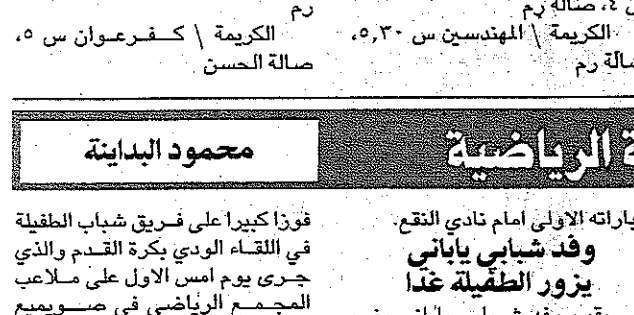 س ٤، صالة رم
الكريمة \ المهندسين س ٥,٣٠،
صالة رم
رم
الكريمة \ كفرعوان س ٥،
صالة الحسن
الرياضية
محمود البداينة
مباراته الاولى امام نادي النقع.
وفد شبابي ياباني
يزور الطفيلة غدا
فوزا كبيرا على فريق شباب الطفيلة
في اللقاء الودي بكرة القدم والذي
جرى يوم امس الاول على ملاعب
المجمع الرياضي في صويميع